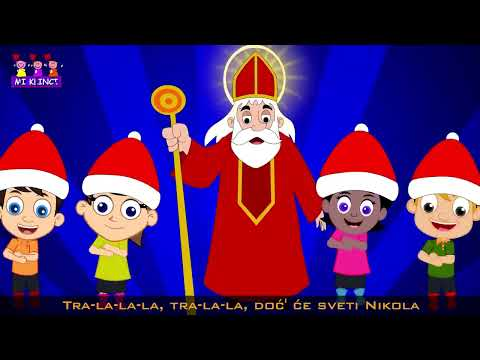 MI KLINCI
Tra-la-la-la, tra-la-la, doć' će sveti Nikola